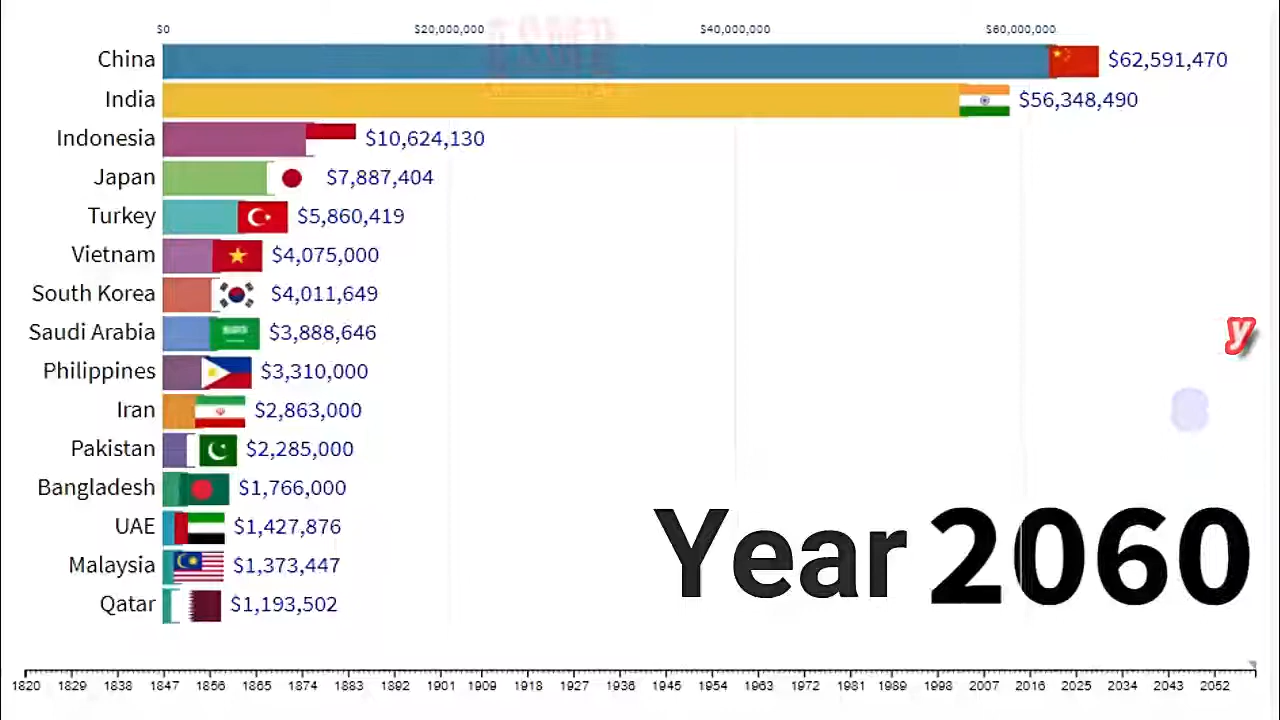 $0 $20,000,000 $40,000,000 $60,000,000
China $62,591,470
India $56,348,490
Indonesia $10,624,130
Japan $7,887,404
Turkey $5,860,419
Vietnam $4,075,000
South Korea $4,011,649
Saudi Arabia $3,888,646
y
Philippines $3,310,000
Iran $2,863,000
Pakistan $2,285,000
Bangladesh $1,766,000
UAE $1,427,876
Malaysia $1,373,447
Qatar $1,193,502
Year 2060
1820 1829 1838 1847 1856 1865 1874 1883 1892 1901 1909 1918 1927 1936 1945 1954 1963 1972 1981 1989 1998 2007 2016 2025 2034 2043 2052